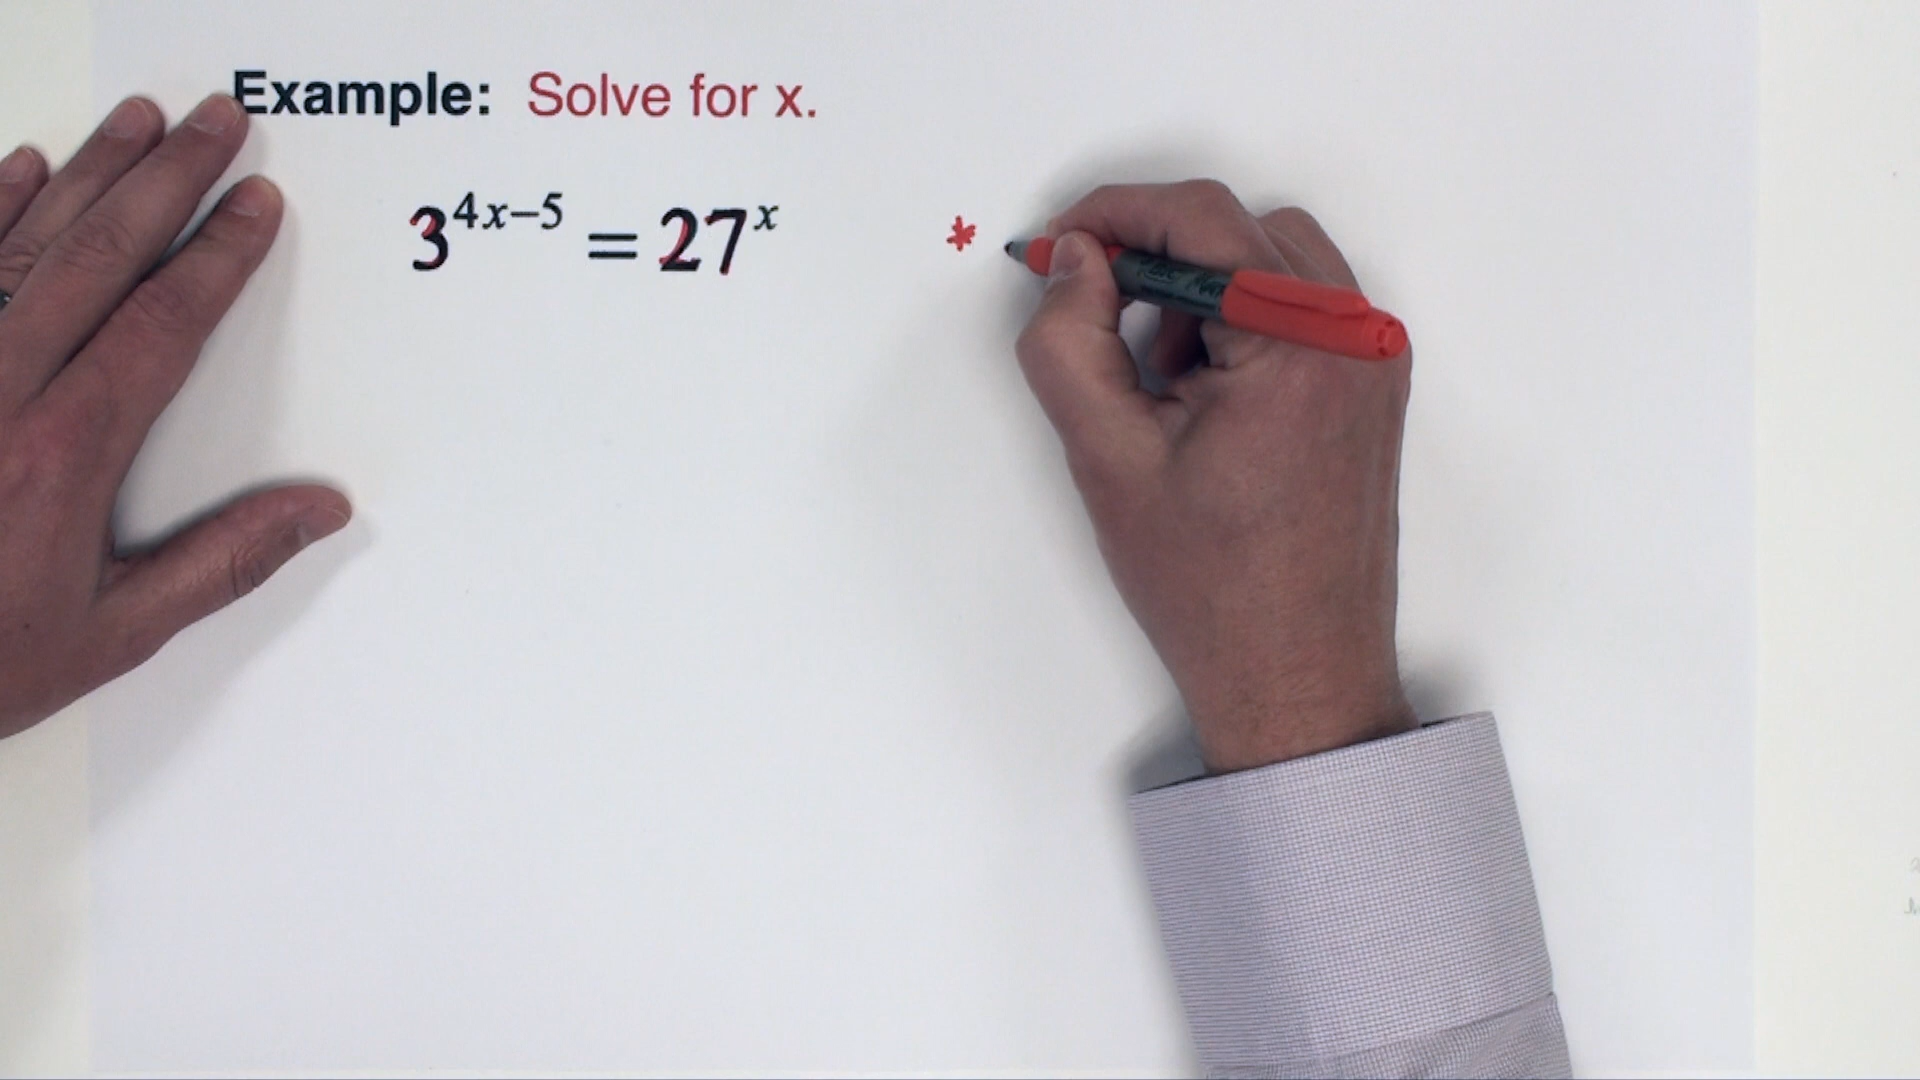 Example: Solve for x.
3^{4x-5} = 27^x *